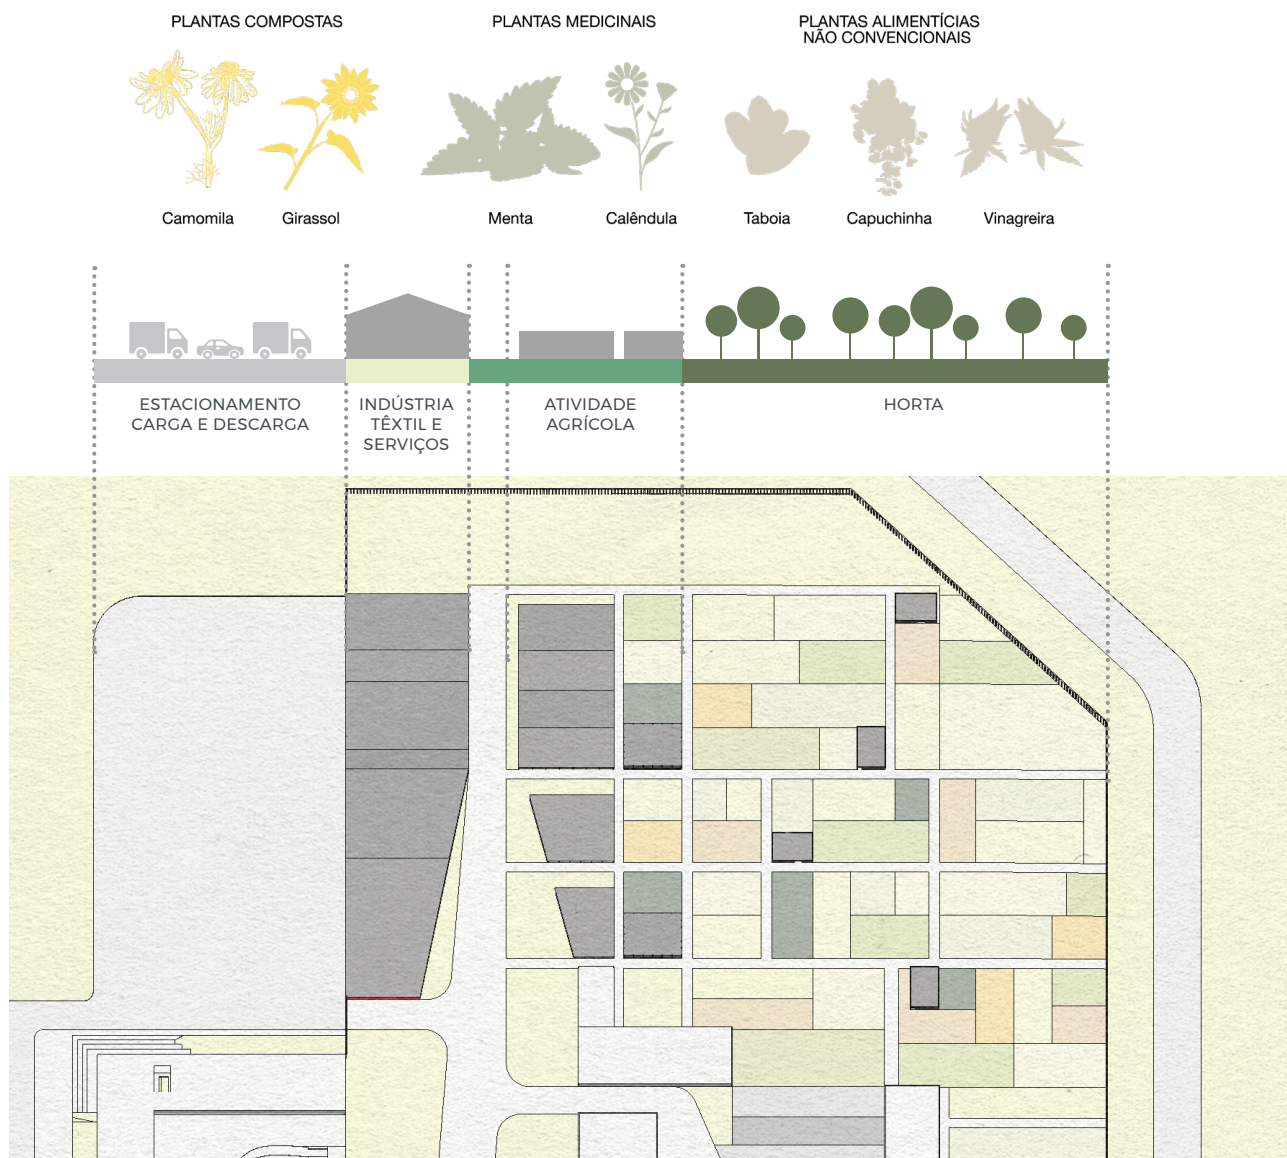 PLANTAS COMPOSTAS
PLANTAS MEDICINAIS
PLANTAS ALIMENTÍCIAS
NÃO CONVENCIONAIS
Camomila
Girassol
Menta
Calêndula
Taboia
Capuchinha
Vinagreira
ESTACIONAMENTO
CARGA E DESCARGA
INDÚSTRIA
TÊXTIL E
SERVIÇOS
ATIVIDADE
AGRÍCOLA
HORTA